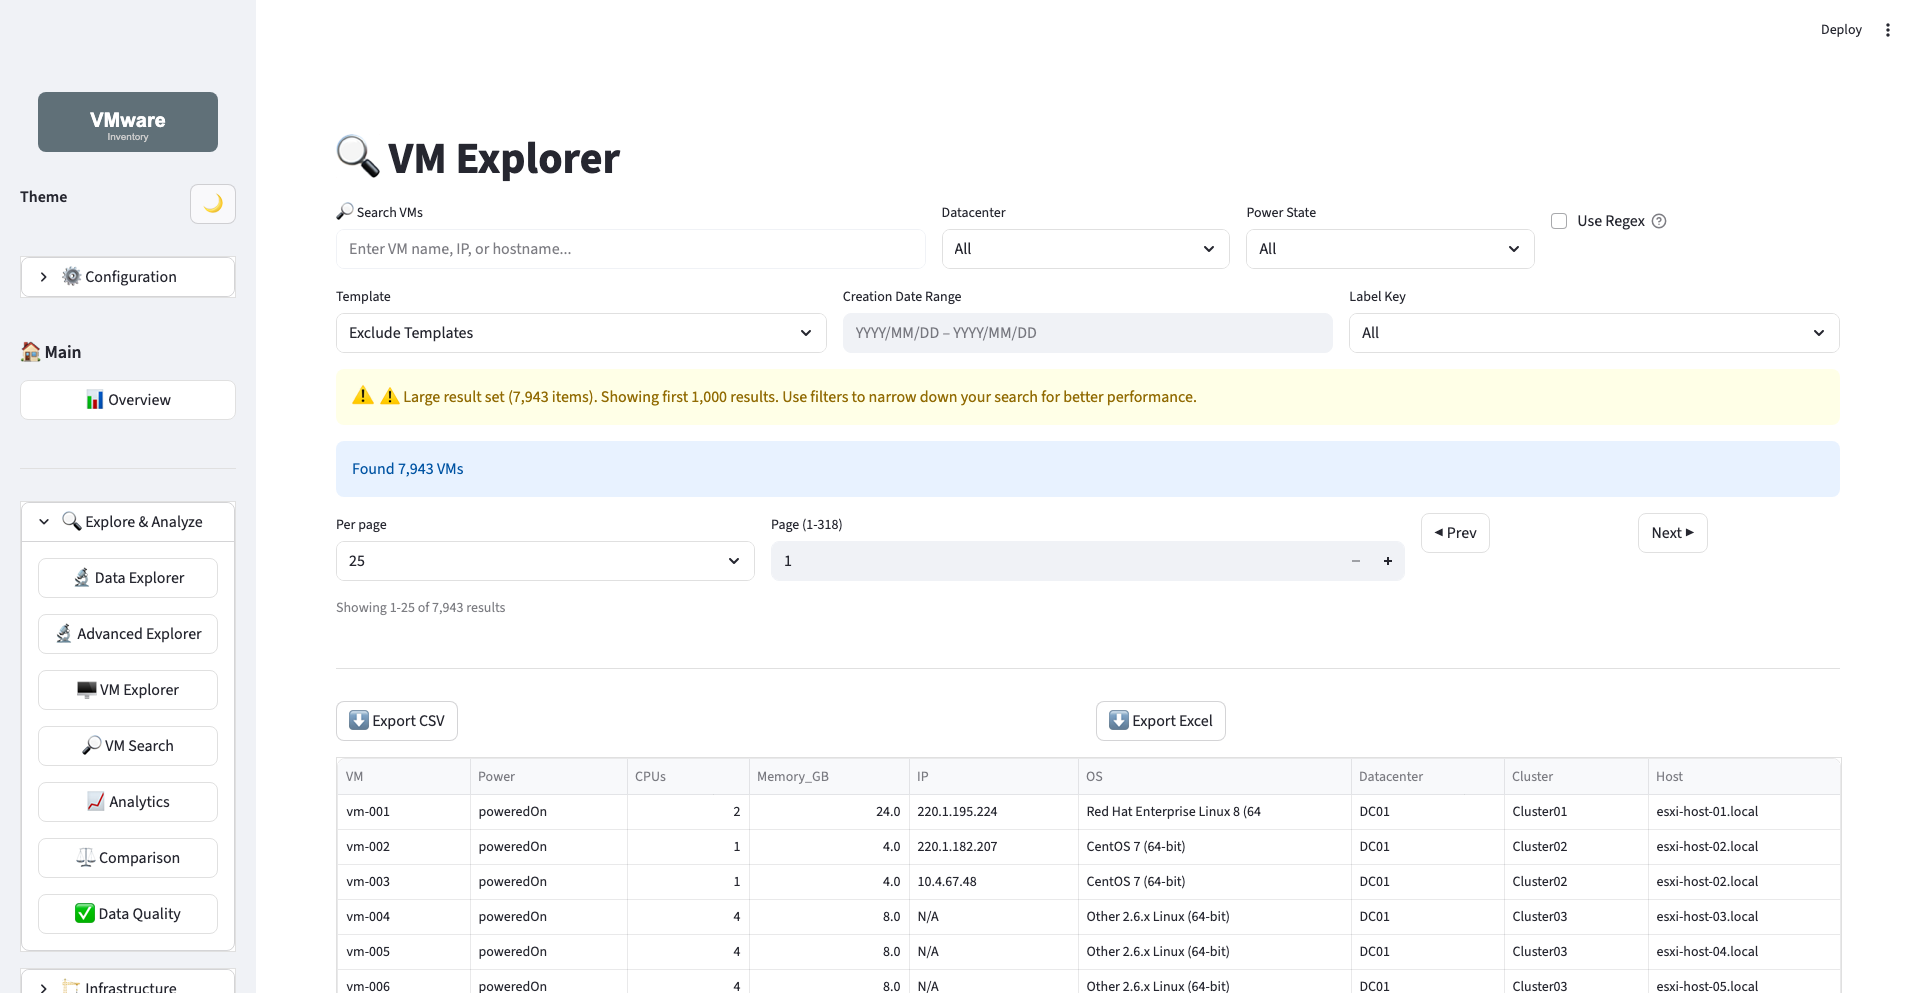 Deploy
VMware
Inventory
Theme
Configuration
Main
Overview
Explore & Analyze
Data Explorer
Advanced Explorer
VM Explorer
VM Search
Analytics
Comparison
Data Quality
Infrastructure
VM Explorer
Search VMs
Enter VM name, IP, or hostname...
Datacenter
All
Power State
All
Use Regex
Template
Exclude Templates
Creation Date Range
YYYY/MM/DD – YYYY/MM/DD
Label Key
All
Large result set (7,943 items). Showing first 1,000 results. Use filters to narrow down your search for better performance.
Found 7,943 VMs
Per page
25
Page (1-318)
1
Prev
Next
Showing 1-25 of 7,943 results
Export CSV
Export Excel
VM Power CPUs Memory_GB IP OS Datacenter Cluster Host
vm-001 poweredOn 2 24.0 220.1.195.224 Red Hat Enterprise Linux 8 (64 DC01 Cluster01 esxi-host-01.local
vm-002 poweredOn 1 4.0 220.1.182.207 CentOS 7 (64-bit) DC01 Cluster02 esxi-host-02.local
vm-003 poweredOn 1 4.0 10.4.67.48 CentOS 7 (64-bit) DC01 Cluster02 esxi-host-02.local
vm-004 poweredOn 4 8.0 N/A Other 2.6.x Linux (64-bit) DC01 Cluster03 esxi-host-03.local
vm-005 poweredOn 4 8.0 N/A Other 2.6.x Linux (64-bit) DC01 Cluster03 esxi-host-04.local
vm-006 poweredOn 4 8.0 N/A Other 2.6.x Linux (64-bit) DC01 Cluster03 esxi-host-05.local